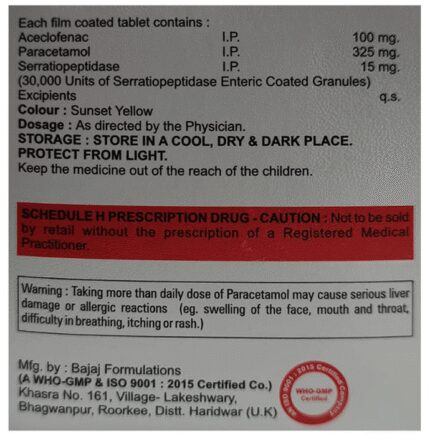 Each film coated tablet contains :
Aceclofenac I.P. 100 mg.
Paracetamol I.P. 325 mg.
Serratiopeptidase I.P. 15 mg.
(30,000 Units of Serratiopeptidase Enteric Coated Granules)
Excipients q.s.
Colour : Sunset Yellow
Dosage : As directed by the Physician.
STORAGE : STORE IN A COOL, DRY & DARK PLACE.
PROTECT FROM LIGHT.
Keep the medicine out of the reach of the children.
SCHEDULE H PRESCRIPTION DRUG - CAUTION : Not to be sold
by retail without the prescription of a Registered Medical
Practitioner.
Warning : Taking more than daily dose of Paracetamol may cause serious liver
damage or allergic reactions (eg. swelling of the face, mouth and throat,
difficulty in breathing, itching or rash.)
Mfg. by : Bajaj Formulations
(A WHO-GMP & ISO 9001 : 2015 Certified Co.)
Khasra No. 161, Village- Lakeshwary,
Bhagwanpur, Roorkee, Distt. Haridwar (U.K)
AN ISO 9001 : 2015 Certified Company
WHO-GMP
Certified